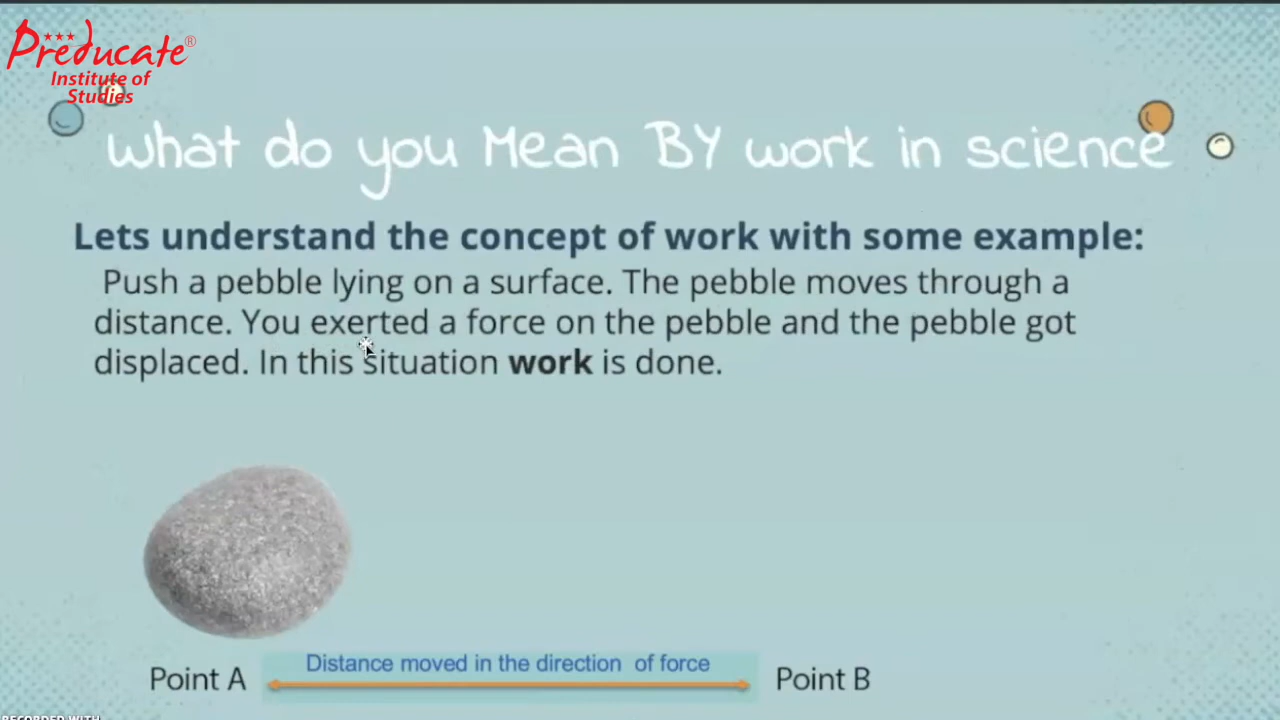 Preducate®
Institute of
Studies
What do you Mean BY work in science
Lets understand the concept of work with some example:
Push a pebble lying on a surface. The pebble moves through a
distance. You exerted a force on the pebble and the pebble got
displaced. In this situation work is done.
Distance moved in the direction of force
Point A
Point B
RECORDED WITH